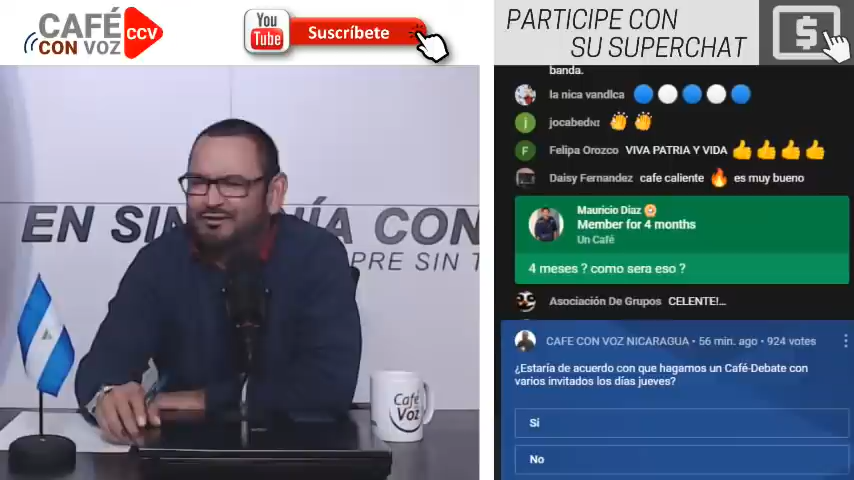 CAFÉ
CON VOZ
CCV
You
Tube
Suscríbete
PARTICIPE CON
SU SUPERCHAT
$
EN SIN
ÍA CON
PRE SIN T
Café
Voz
banda.
la nica vandlca 🔵⚪🔵⚪🔵
j
jocabedɴɪ 👏👏
F
Felipa Orozco VIVA PATRIA Y VIDA 👍👍👍👍
Daisy Fernandez cafe caliente 🔥 es muy bueno
Mauricio Diaz
Member for 4 months
Un Café
4 meses ? como sera eso ?
Asociación De Grupos CELENTE!...
CAFE CON VOZ NICARAGUA • 56 min. ago • 924 votes
¿Estaría de acuerdo con que hagamos un Café-Debate con
varios invitados los días jueves?
Si
No